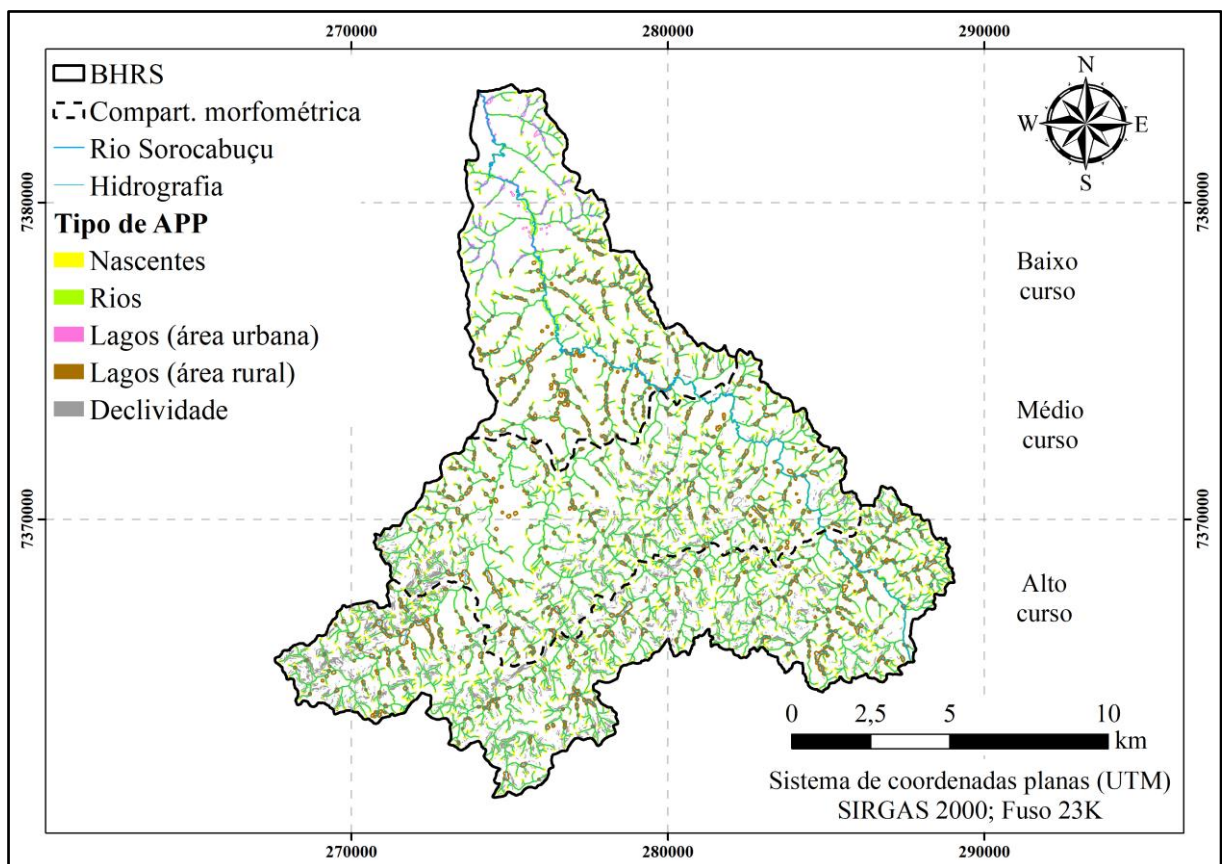 270000
280000
290000
BHRS
Compart. morfométrica
Rio Sorocabuçu
Hidrografia
Tipo de APP
Nascentes
Rios
Lagos (área urbana)
Lagos (área rural)
Declividade
N
W
E
S
7380000
7380000
Baixo
curso
Médio
curso
7370000
7370000
Alto
curso
0
2,5
5
10
km
Sistema de coordenadas planas (UTM)
SIRGAS 2000; Fuso 23K
270000
280000
290000